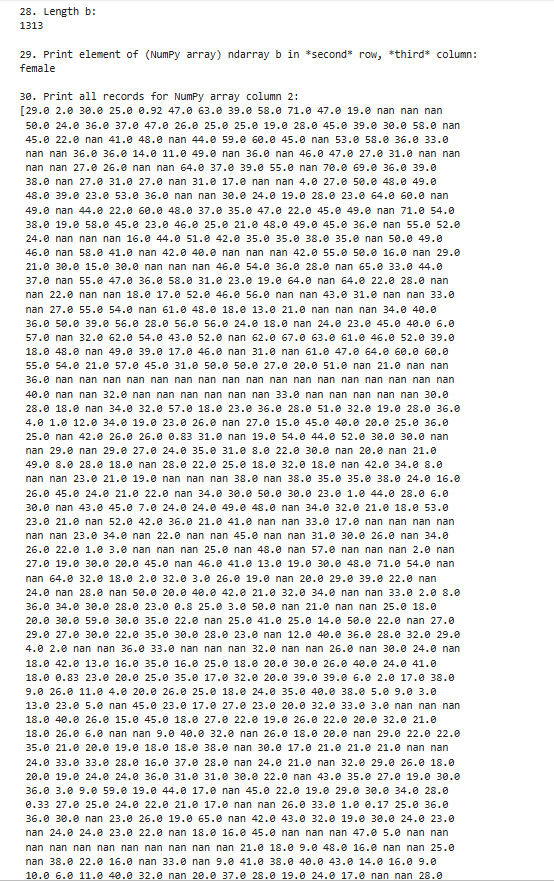 28. Length b:
1313
29. Print element of (NumPy array) ndarray b in *second* row, *third* column:
female
30. Print all records for NumPy array column 2:
[29.0 2.0 30.0 25.0 0.92 47.0 63.0 39.0 58.0 71.0 47.0 19.0 nan nan nan
50.0 24.0 36.0 37.0 47.0 26.0 25.0 25.0 19.0 28.0 45.0 39.0 30.0 58.0 nan
45.0 22.0 nan 41.0 48.0 nan 44.0 59.0 60.0 45.0 nan 53.0 58.0 36.0 33.0
nan nan 36.0 36.0 14.0 11.0 49.0 nan 36.0 nan 46.0 47.0 27.0 31.0 nan nan
nan nan 27.0 26.0 nan nan 64.0 37.0 39.0 55.0 nan 70.0 69.0 36.0 39.0
38.0 nan 27.0 31.0 27.0 nan 31.0 17.0 nan nan 4.0 27.0 50.0 48.0 49.0
48.0 39.0 23.0 53.0 36.0 nan nan 30.0 24.0 19.0 28.0 23.0 64.0 60.0 nan
49.0 nan 44.0 22.0 60.0 48.0 37.0 35.0 47.0 22.0 45.0 49.0 nan 71.0 54.0
38.0 19.0 58.0 45.0 23.0 46.0 25.0 21.0 48.0 49.0 45.0 36.0 nan 55.0 52.0
24.0 nan nan nan 16.0 44.0 51.0 42.0 35.0 35.0 38.0 35.0 nan 50.0 49.0
46.0 nan 58.0 41.0 nan 42.0 40.0 nan nan nan 42.0 55.0 50.0 16.0 nan 29.0
21.0 30.0 15.0 30.0 nan nan nan 46.0 54.0 36.0 28.0 nan 65.0 33.0 44.0
37.0 nan 55.0 47.0 36.0 58.0 31.0 23.0 19.0 64.0 nan 64.0 22.0 28.0 nan
nan 22.0 nan nan 18.0 17.0 52.0 46.0 56.0 nan nan 43.0 31.0 nan nan 33.0
nan 27.0 55.0 54.0 nan 61.0 48.0 18.0 13.0 21.0 nan nan nan 34.0 40.0
36.0 50.0 39.0 56.0 28.0 56.0 56.0 24.0 18.0 nan 24.0 23.0 45.0 40.0 6.0
57.0 nan 32.0 62.0 54.0 43.0 52.0 nan 62.0 67.0 63.0 61.0 46.0 52.0 39.0
18.0 48.0 nan 49.0 39.0 17.0 46.0 nan 31.0 nan 61.0 47.0 64.0 60.0 60.0
55.0 54.0 21.0 57.0 45.0 31.0 50.0 50.0 27.0 20.0 51.0 nan 21.0 nan nan
36.0 nan nan nan nan nan nan nan nan nan nan nan nan nan nan
40.0 nan nan 32.0 nan nan nan nan nan 33.0 nan nan nan nan nan 30.0
28.0 18.0 nan 34.0 32.0 57.0 18.0 23.0 36.0 28.0 51.0 32.0 19.0 28.0 36.0
4.0 1.0 12.0 34.0 19.0 23.0 26.0 nan 27.0 15.0 45.0 40.0 20.0 25.0 36.0
25.0 nan 42.0 26.0 26.0 0.83 31.0 nan 19.0 54.0 44.0 52.0 30.0 30.0 nan
nan 29.0 nan 29.0 27.0 24.0 35.0 31.0 8.0 22.0 30.0 nan 20.0 nan 21.0
49.0 8.0 28.0 18.0 nan 28.0 22.0 25.0 18.0 32.0 18.0 nan 42.0 34.0 8.0
nan nan 23.0 21.0 19.0 nan nan nan 38.0 nan 38.0 35.0 35.0 38.0 24.0 16.0
26.0 45.0 24.0 21.0 22.0 nan 34.0 30.0 50.0 30.0 23.0 1.0 44.0 28.0 6.0
30.0 nan 43.0 45.0 7.0 24.0 24.0 49.0 48.0 nan 34.0 32.0 21.0 18.0 53.0
23.0 21.0 nan 52.0 42.0 36.0 21.0 41.0 nan nan 33.0 17.0 nan nan nan nan
nan nan 23.0 34.0 nan 22.0 nan nan 45.0 nan nan 31.0 30.0 26.0 nan 34.0
26.0 22.0 1.0 3.0 nan nan nan 25.0 nan 48.0 nan 57.0 nan nan nan 2.0 nan
27.0 19.0 30.0 20.0 45.0 nan 46.0 41.0 13.0 19.0 30.0 48.0 71.0 54.0 nan
nan 64.0 32.0 18.0 2.0 32.0 3.0 26.0 19.0 nan 20.0 29.0 39.0 22.0 nan
24.0 nan 28.0 nan 50.0 20.0 40.0 42.0 21.0 32.0 34.0 nan nan 33.0 2.0 8.0
36.0 34.0 30.0 28.0 23.0 0.8 25.0 3.0 50.0 nan 21.0 nan nan 25.0 18.0
20.0 30.0 59.0 30.0 35.0 22.0 nan 25.0 41.0 25.0 14.0 50.0 22.0 nan 27.0
29.0 27.0 30.0 22.0 35.0 30.0 28.0 23.0 nan 12.0 40.0 36.0 28.0 32.0 29.0
4.0 2.0 nan nan 36.0 33.0 nan nan nan 32.0 nan nan 26.0 nan 30.0 24.0 nan
18.0 42.0 13.0 16.0 35.0 16.0 25.0 18.0 20.0 30.0 26.0 40.0 24.0 41.0
18.0 0.83 23.0 20.0 25.0 35.0 17.0 32.0 20.0 39.0 39.0 6.0 2.0 17.0 38.0
9.0 26.0 11.0 4.0 20.0 26.0 25.0 18.0 24.0 35.0 40.0 38.0 5.0 9.0 3.0
13.0 23.0 5.0 nan 45.0 23.0 17.0 27.0 23.0 20.0 32.0 33.0 3.0 nan nan nan
18.0 40.0 26.0 15.0 45.0 18.0 27.0 22.0 19.0 26.0 22.0 20.0 32.0 21.0
18.0 26.0 6.0 nan nan 9.0 40.0 32.0 nan 26.0 18.0 20.0 nan 29.0 22.0 22.0
35.0 21.0 20.0 19.0 18.0 18.0 38.0 nan 30.0 17.0 21.0 21.0 21.0 nan nan
24.0 33.0 33.0 28.0 16.0 37.0 28.0 nan 24.0 21.0 nan 32.0 29.0 26.0 18.0
20.0 19.0 24.0 24.0 36.0 31.0 31.0 30.0 22.0 nan 43.0 35.0 27.0 19.0 30.0
36.0 3.0 9.0 59.0 19.0 44.0 17.0 nan 45.0 22.0 19.0 29.0 30.0 34.0 28.0
0.33 27.0 25.0 24.0 22.0 21.0 17.0 nan nan 26.0 33.0 1.0 0.17 25.0 36.0
36.0 30.0 nan 23.0 26.0 19.0 65.0 nan 42.0 43.0 32.0 19.0 30.0 24.0 23.0
nan 24.0 24.0 23.0 22.0 nan 18.0 16.0 45.0 nan nan nan 47.0 5.0 nan nan
nan nan nan nan nan nan nan nan 21.0 18.0 9.0 48.0 16.0 nan nan 25.0
nan 38.0 22.0 16.0 nan 33.0 nan 9.0 41.0 38.0 40.0 43.0 14.0 16.0 9.0
10.0 6.0 11.0 40.0 32.0 nan 20.0 37.0 28.0 19.0 24.0 17.0 nan nan 28.0